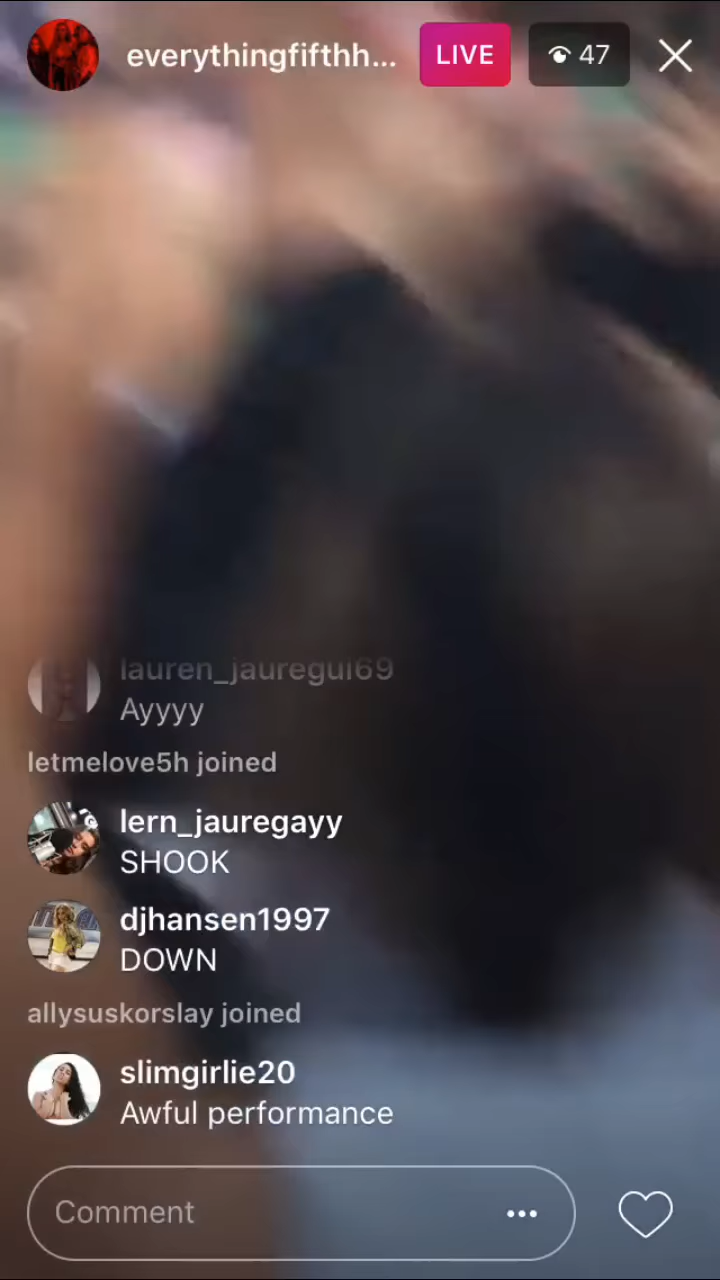 everythingfifthh...
LIVE
47
lauren_jauregui69
Ayyyy
letmelove5h joined
lern_jauregayy
SHOOK
djhansen1997
DOWN
allysuskorslay joined
slimgirlie20
Awful performance
Comment